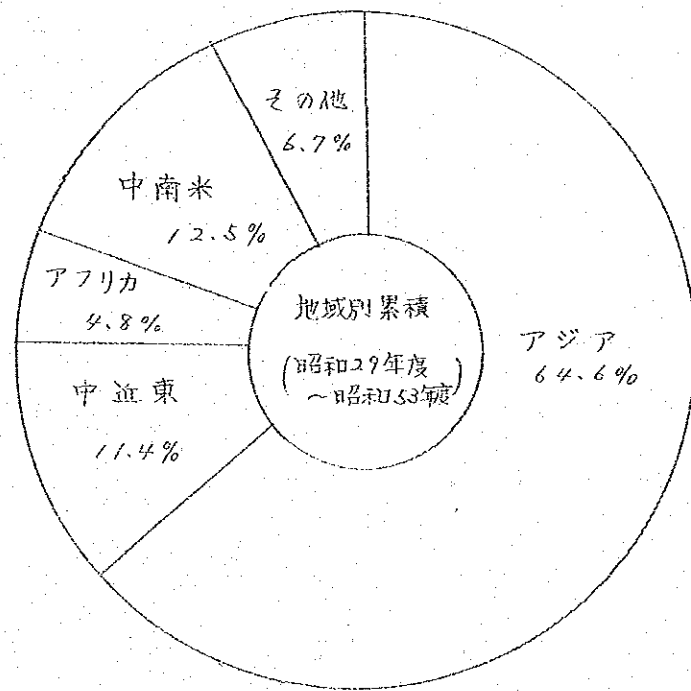 その他
6.7%
中南米
12.5%
アフリカ
4.8%
中近東
11.4%
アジア
64.6%
地域別累積
(昭和29年度
～昭和53年度)